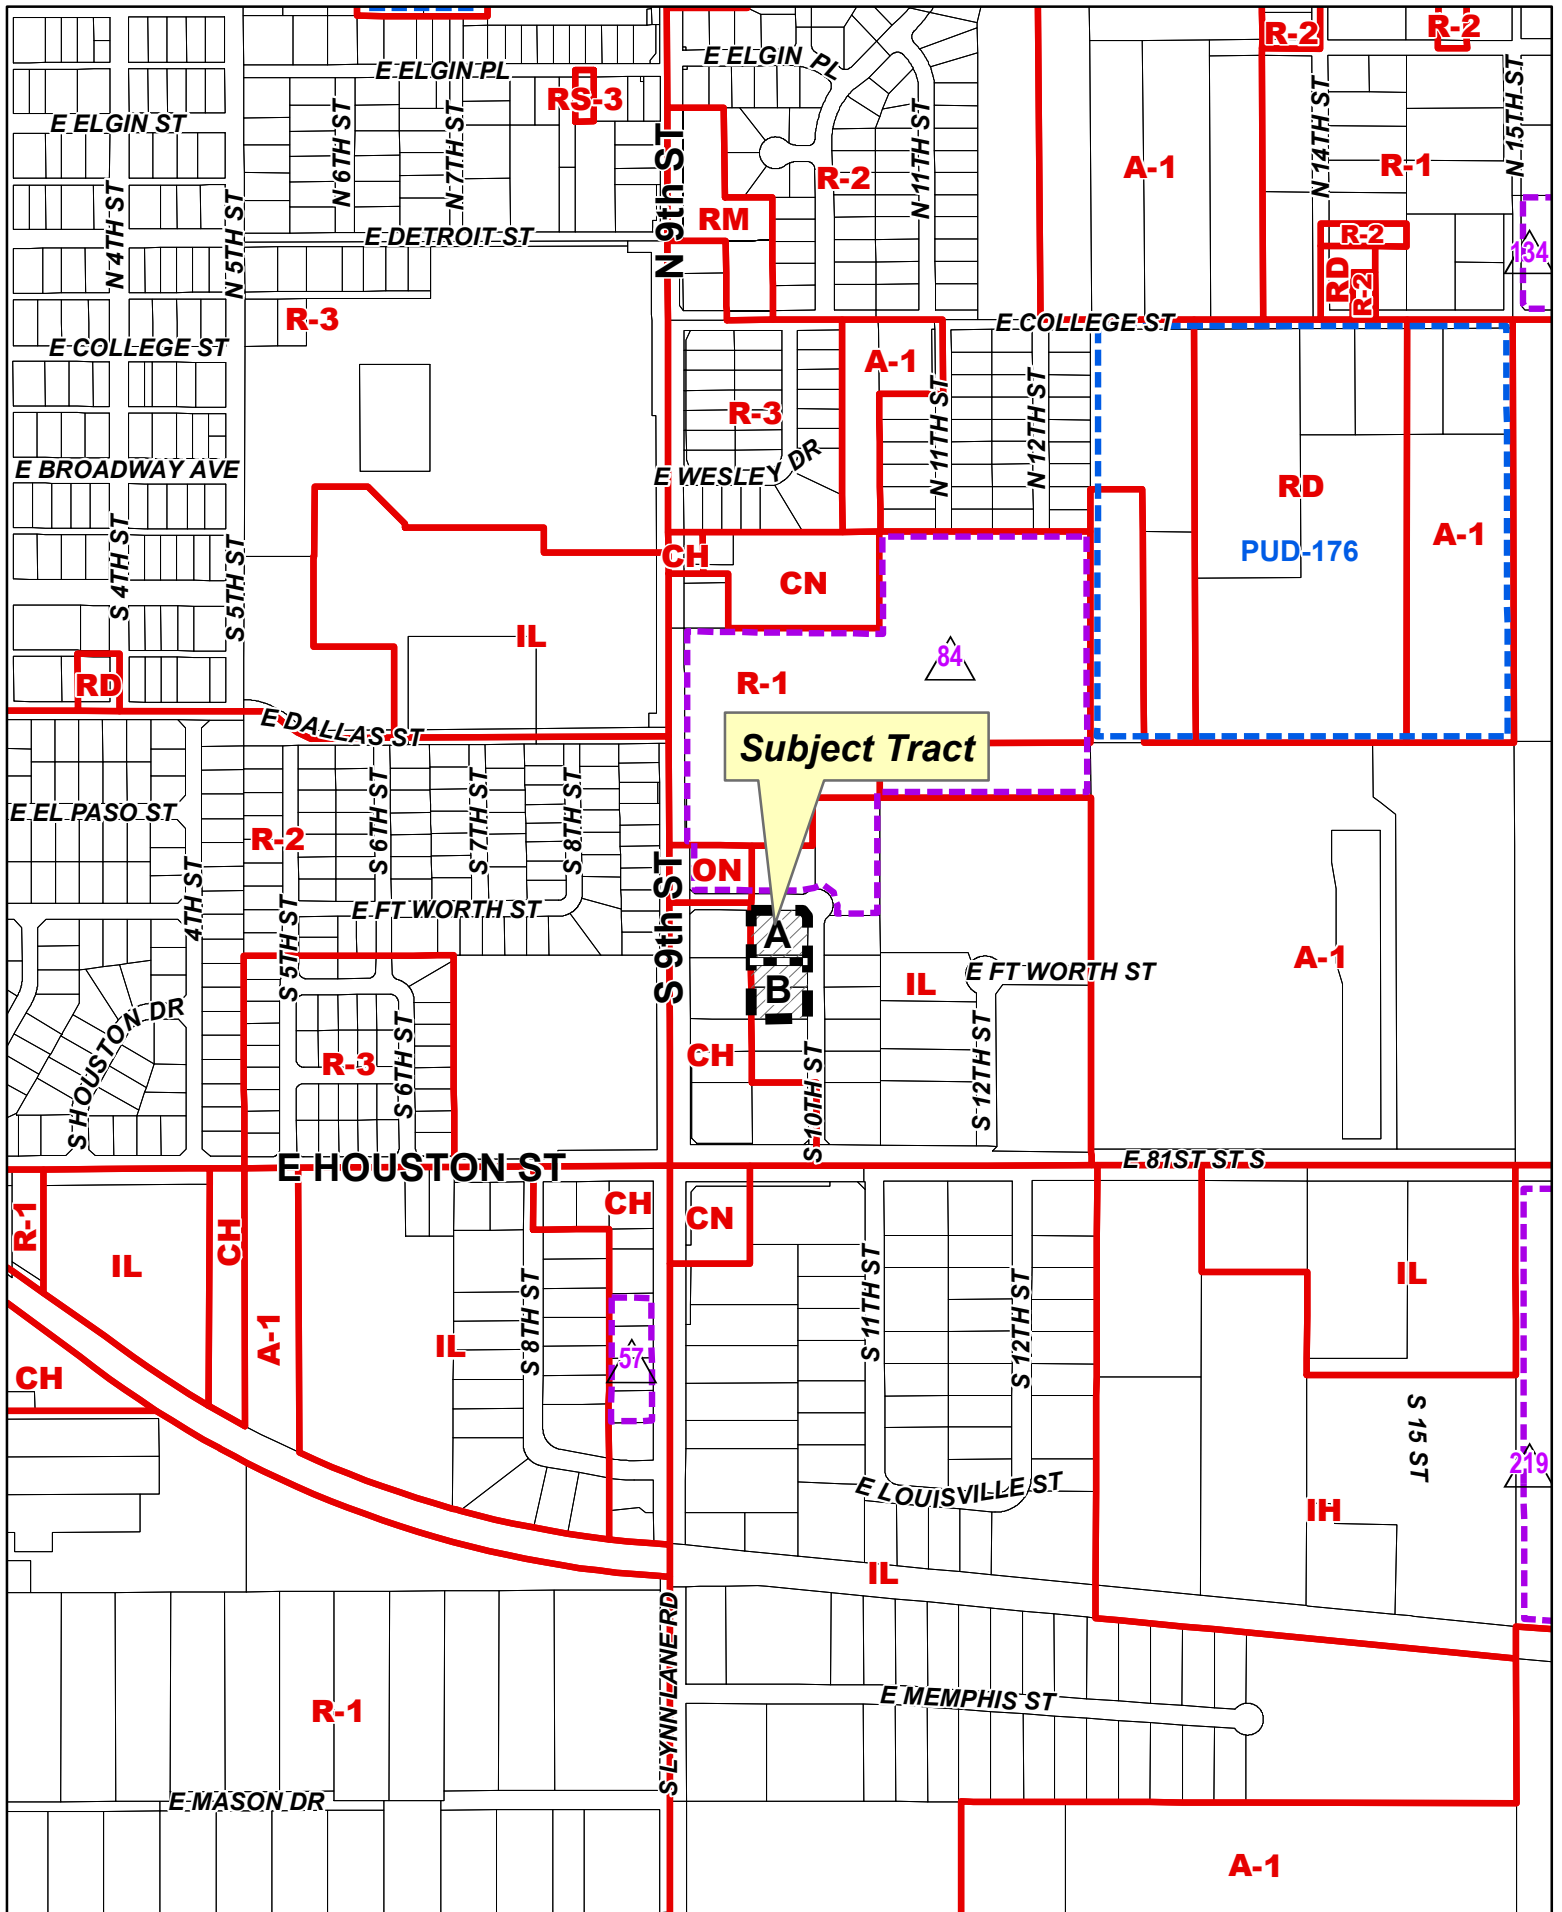 R-2
R-2
E ELGIN PL
E ELGIN PL
RS-3
E ELGIN ST
N 6TH ST
N 7TH ST
N 9th ST
N 11TH ST
N 14TH ST
N 15TH ST
A-1
R-1
R-2
N 4TH ST
N 5TH ST
RM
E DETROIT ST
R-2
134
RD
R-2
R-3
E COLLEGE ST
E COLLEGE ST
A-1
R-3
N 11TH ST
N 12TH ST
E BROADWAY AVE
E WESLEY DR
RD
A-1
PUD-176
S 4TH ST
S 5TH ST
CH
CN
IL
84
R-1
RD
E DALLAS ST
Subject Tract
E EL PASO ST
R-2
S 6TH ST
S 7TH ST
S 8TH ST
S 9th ST
ON
4TH ST
E FT WORTH ST
S 5TH ST
A
B
IL
E FT WORTH ST
A-1
S HOUSTON DR
R-3
S 6TH ST
CH
S 10TH ST
S 12TH ST
E HOUSTON ST
E 81ST ST S
R-1
IL
CH
CH
CN
IL
A-1
IL
S 8TH ST
57
S 11TH ST
S 12TH ST
CH
S 15 ST
219
E LOUISVILLE ST
IH
IL
S LYNN LANE RD
R-1
E MEMPHIS ST
E MASON DR
A-1